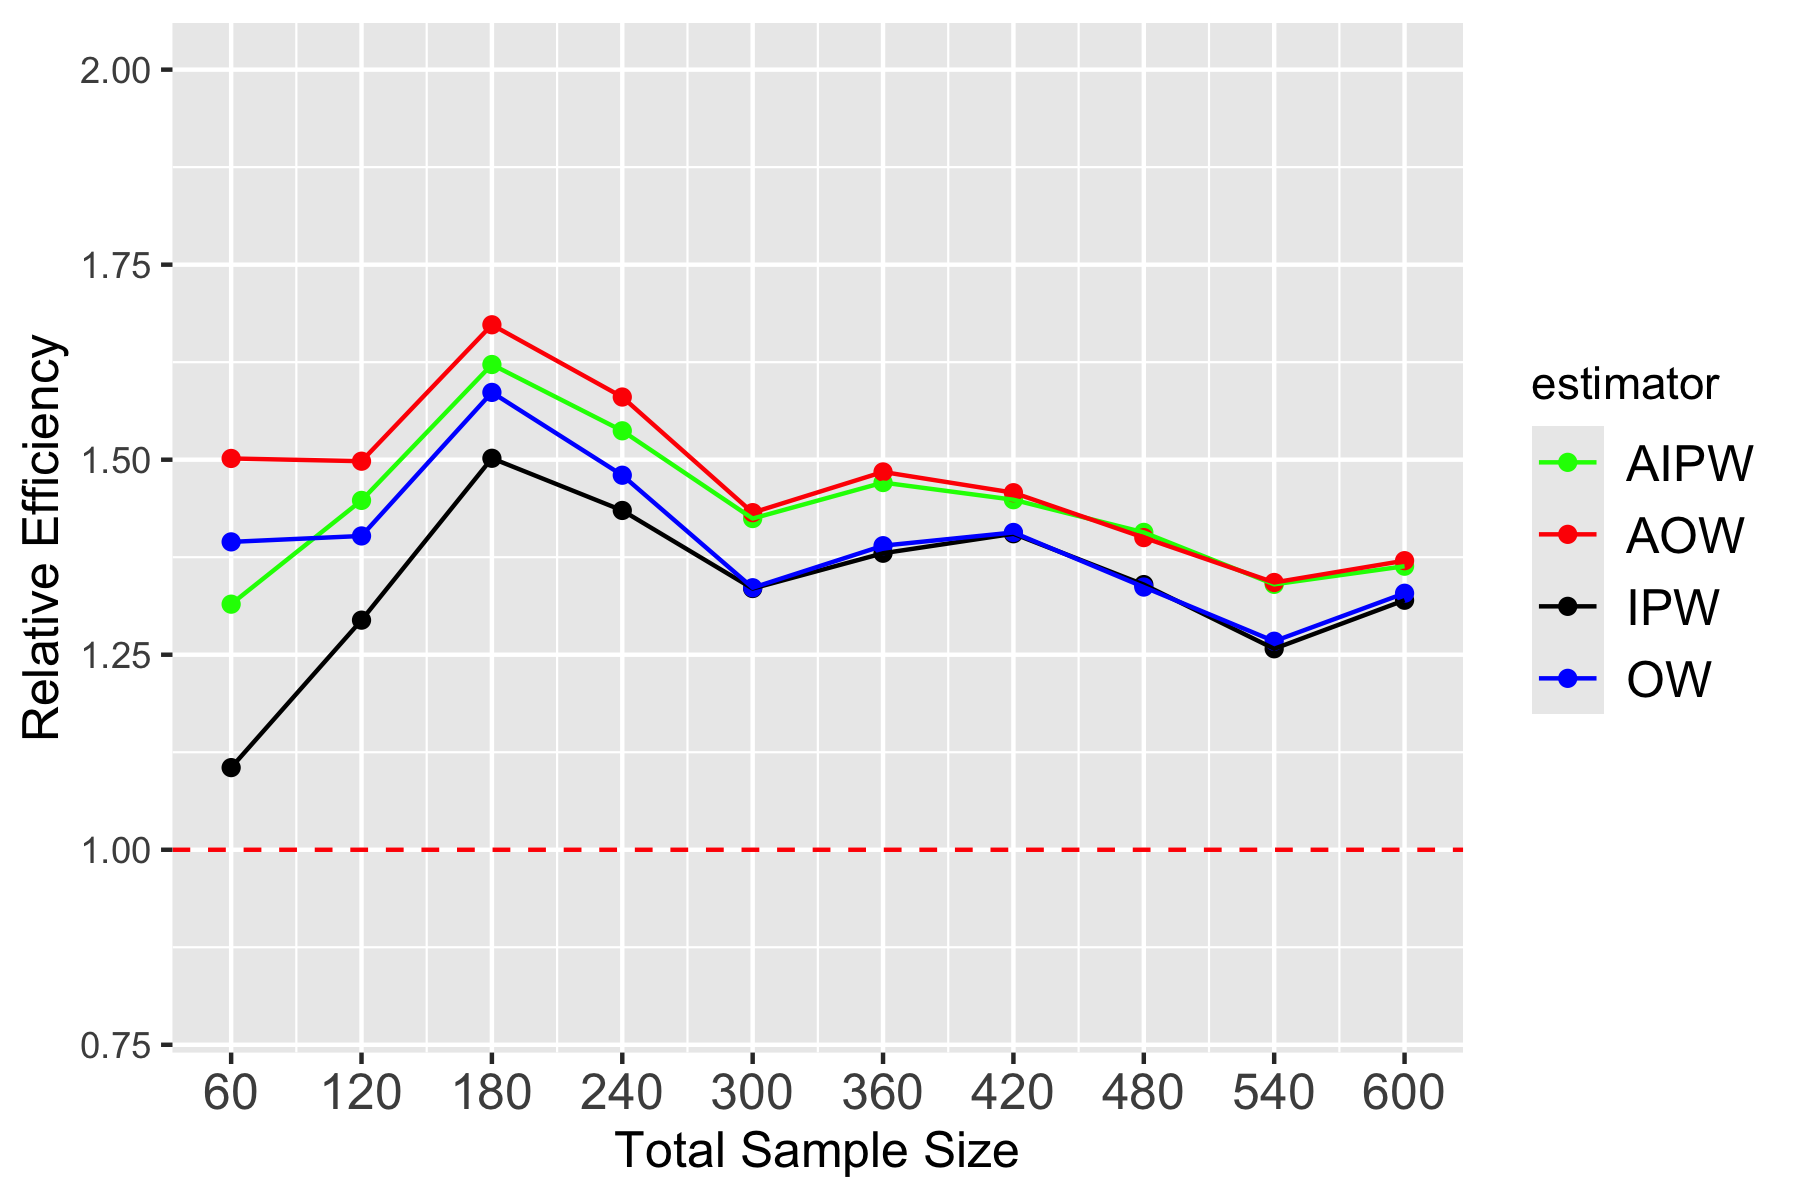 2.00
1.75
1.50
1.25
1.00
0.75
Relative Efficiency
60 120 180 240 300 360 420 480 540 600
Total Sample Size
estimator
AIPW
AOW
IPW
OW